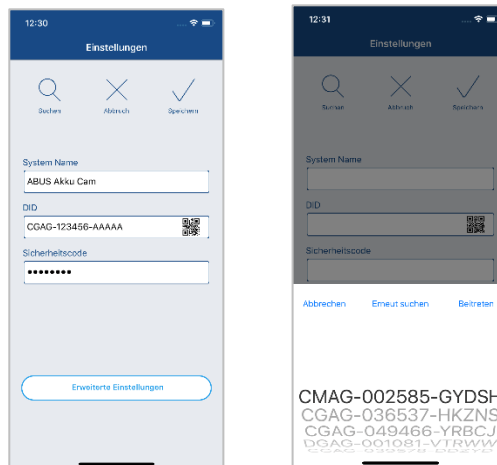 12:30
Einstellungen
Suchen Abbruch Speichern
System Name
ABUS Akku Cam
DID
CGAG-123456-AAAAA
Sicherheitscode
Erweiterte Einstellungen
12:31
Einstellungen
Suchen Abbruch Speichern
System Name
DID
Sicherheitscode
Abbrechen Erneut suchen Beitreten
CMAG-002585-GYDSH
CGAG-036537-HKZNS
CGAG-049466-YRBCJ
DGAG-001081-VTRWW